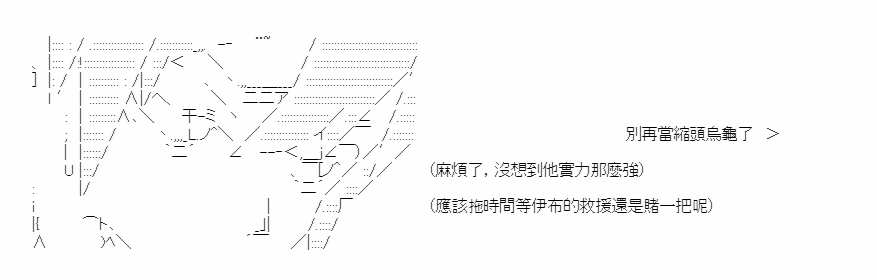 別再當縮頭烏龜了 ＞
(麻煩了，沒想到他實力那麼強)
(應該拖時間等伊布的救援還是賭一把呢)